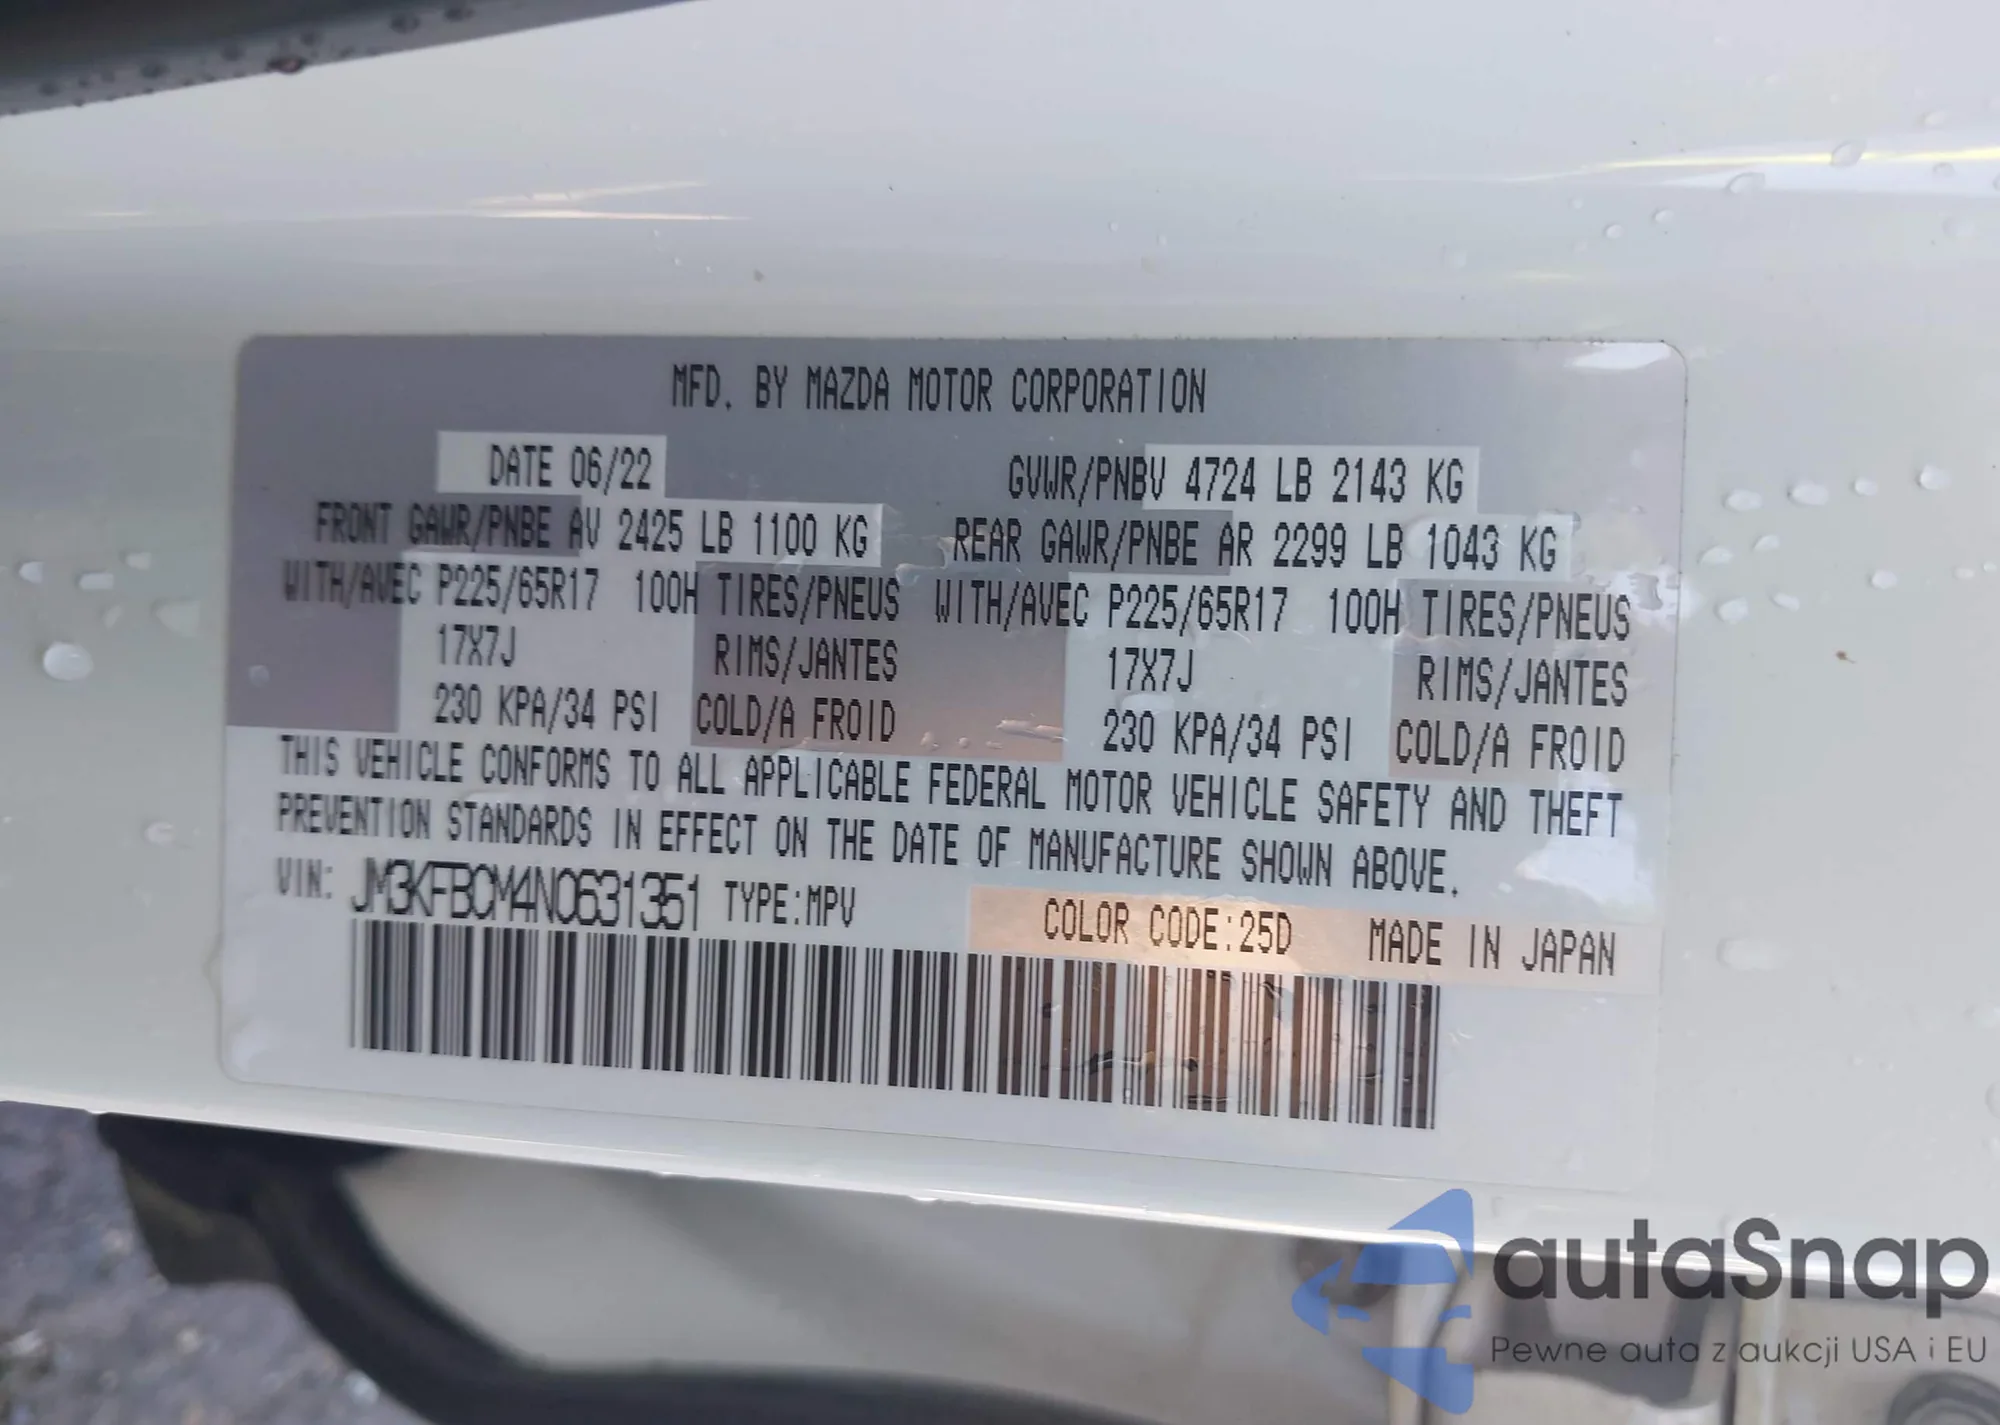 MFD. BY MAZDA MOTOR CORPORATION
DATE 06/22 GVWR/PNBV 4724 LB 2143 KG
FRONT GAWR/PNBE AV 2425 LB 1100 KG REAR GAWR/PNBE AR 2299 LB 1043 KG
WITH/AVEC P225/65R17 100H TIRES/PNEUS WITH/AVEC P225/65R17 100H TIRES/PNEUS
17X7J RIMS/JANTES 17X7J RIMS/JANTES
230 KPA/34 PSI COLD/A FROID 230 KPA/34 PSI COLD/A FROID
THIS VEHICLE CONFORMS TO ALL APPLICABLE FEDERAL MOTOR VEHICLE SAFETY AND THEFT
PREVENTION STANDARDS IN EFFECT ON THE DATE OF MANUFACTURE SHOWN ABOVE.
VIN: JM3KFBCM4N0631351 TYPE:MPV COLOR CODE:25D MADE IN JAPAN
autaSnap
Pewne auta z aukcji USA i EU